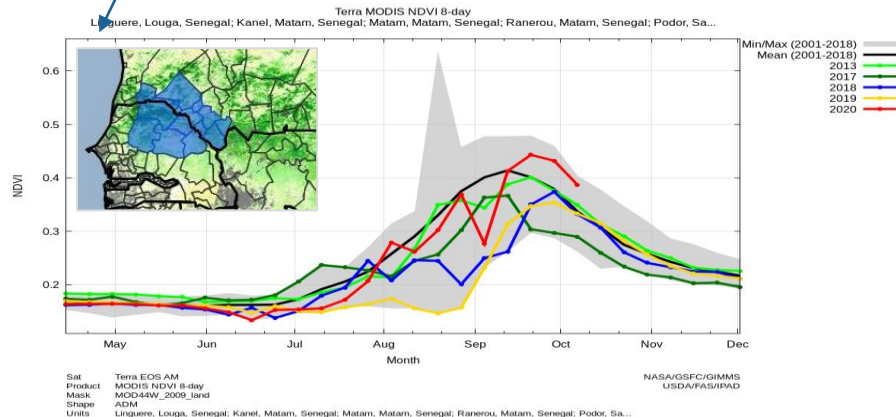 Terra MODIS NDVI 8-day
Linguere, Louga, Senegal; Kanel, Matam, Senegal; Matam, Matam, Senegal; Ranerou, Matam, Senegal; Podor, Sa...
Min/Max (2001-2018)
Mean (2001-2018)
2013
2017
2018
2019
2020
0.6
0.5
0.4
0.3
0.2
NDVI
May Jun Jul Aug Sep Oct Nov Dec
Month
Sat Terra EOS AM
Product MODIS NDVI 8-day
Mask MOD44W_2009_land
Shape ADM
Units Linguere, Louga, Senegal; Kanel, Matam, Senegal; Matam, Matam, Senegal; Ranerou, Matam, Senegal; Podor, Sa...
NASA/GSFC/GIMMS
USDA/FAS/IPAD